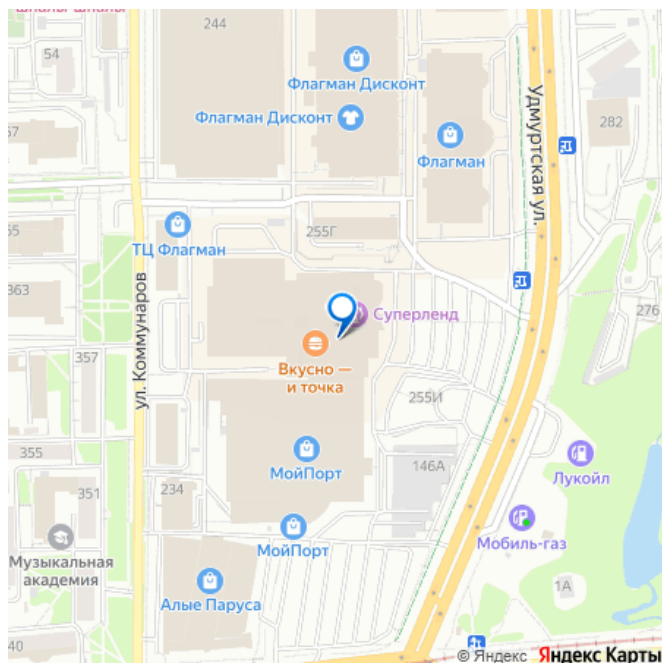 244
54
Флагман Дисконт
Флагман Дисконт
Флагман
282
Удмуртская ул.
57
255Г
ТЦ Флагман
55
363
276
ул. Коммунаров
Суперленд
357
Вкусно —
и точка
255И
355
МойПорт
146А
Лукойл
351
234
МойПорт
Мобиль-газ
Музыкальная
академия
Алые Паруса
1А
40
© Яндекс Яндекс Карты